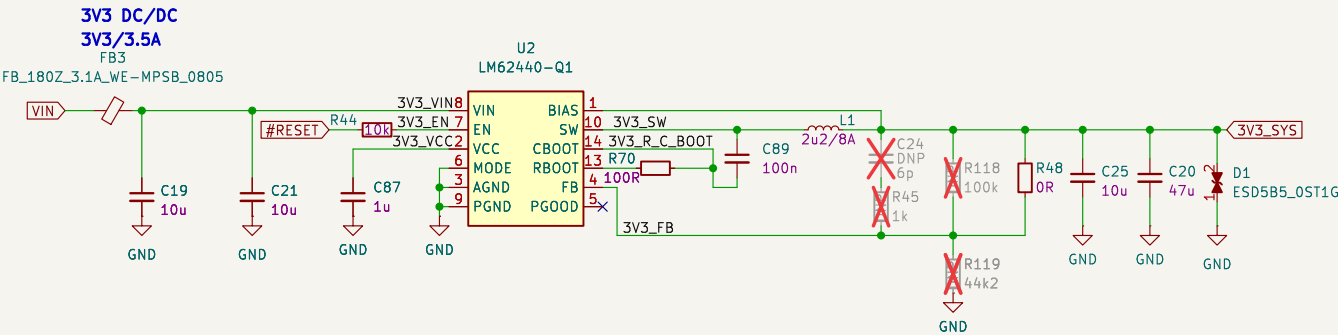 3V3 DC/DC
3V3/3.5A
FB3
FB_180Z_3.1A_WE-MPSB_0805
VIN
#RESET
R44
10k
3V3_VIN
3V3_EN
3V3_VCC
8
7
2
6
3
9
U2
LM62440-Q1
VIN
EN
VCC
MODE
AGND
PGND
BIAS
SW
CBOOT
RBOOT
FB
PGOOD
1
10
14
13
4
5
3V3_SW
3V3_R_C_BOOT
R70
100R
3V3_FB
C19
10u
GND
C21
10u
GND
C87
1u
GND
GND
C89
100n
L1
2u2/8A
C24
DNP
6p
R45
1k
R118
100k
R119
44k2
GND
R48
0R
C25
10u
GND
C20
47u
GND
3V3_SYS
2
1
D1
ESD5B5_0ST1G
GND